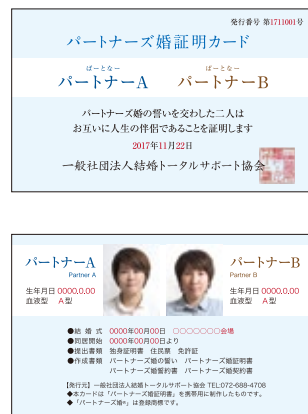 発行番号 第1711001号
パートナーズ婚証明カード
ぱーとなー ぱーとなー
パートナーA パートナーB
パートナーズ婚の誓いを交わした二人は
お互いに人生の伴侶であることを証明します
2017年11月22日
一般社団法人結婚トータルサポート協会
パートナーA パートナーB
Partner A Partner B
生年月日 0000.0.00 生年月日 0000.0.00
血液型 A型 血液型 A型
●結 婚 式 0000年00月00日 〇〇〇〇〇〇〇会場
●同居開始 0000年00月00日より
●提出書類 独身証明書 住民票 免許証
●作成書類 パートナーズ婚の誓い パートナーズ婚証明書
パートナーズ婚誓約書 パートナーズ婚契約書
【発行元】一般社団法人結婚トータルサポート協会 TEL:072-688-4708
◆本カードは「パートナーズ婚証明書」を携帯用に制作したものです。
◆「パートナーズ婚®」は登録商標です。